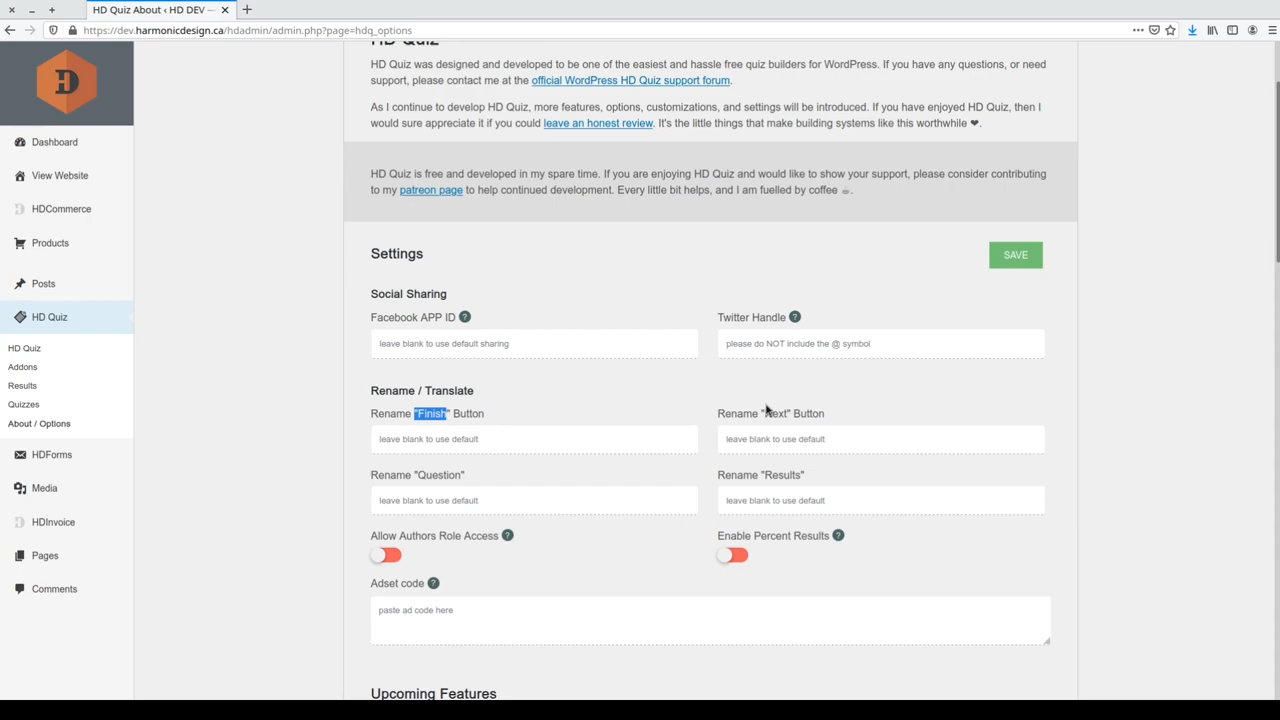 HD Quiz About ‹ HD DEV —
https://dev.harmonicdesign.ca/hdadmin/admin.php?page=hdq_options
Dashboard
View Website
HDCommerce
Products
Posts
HD Quiz
HD Quiz
Addons
Results
Quizzes
About / Options
HDForms
Media
HDInvoice
Pages
Comments
HD Quiz
HD Quiz was designed and developed to be one of the easiest and hassle free quiz builders for WordPress. If you have any questions, or need
support, please contact me at the official WordPress HD Quiz support forum.
As I continue to develop HD Quiz, more features, options, customizations, and settings will be introduced. If you have enjoyed HD Quiz, then I
would sure appreciate it if you could leave an honest review. It's the little things that make building systems like this worthwhile ❤.
HD Quiz is free and developed in my spare time. If you are enjoying HD Quiz and would like to show your support, please consider contributing
to my patreon page to help continued development. Every little bit helps, and I am fuelled by coffee ☕.
Settings
SAVE
Social Sharing
Facebook APP ID ?
Twitter Handle ?
leave blank to use default sharing
please do NOT include the @ symbol
Rename / Translate
Rename "Finish" Button
Rename "Next" Button
leave blank to use default
leave blank to use default
Rename "Question"
Rename "Results"
leave blank to use default
leave blank to use default
Allow Authors Role Access ?
Enable Percent Results ?
Adset code ?
paste ad code here
Upcoming Features